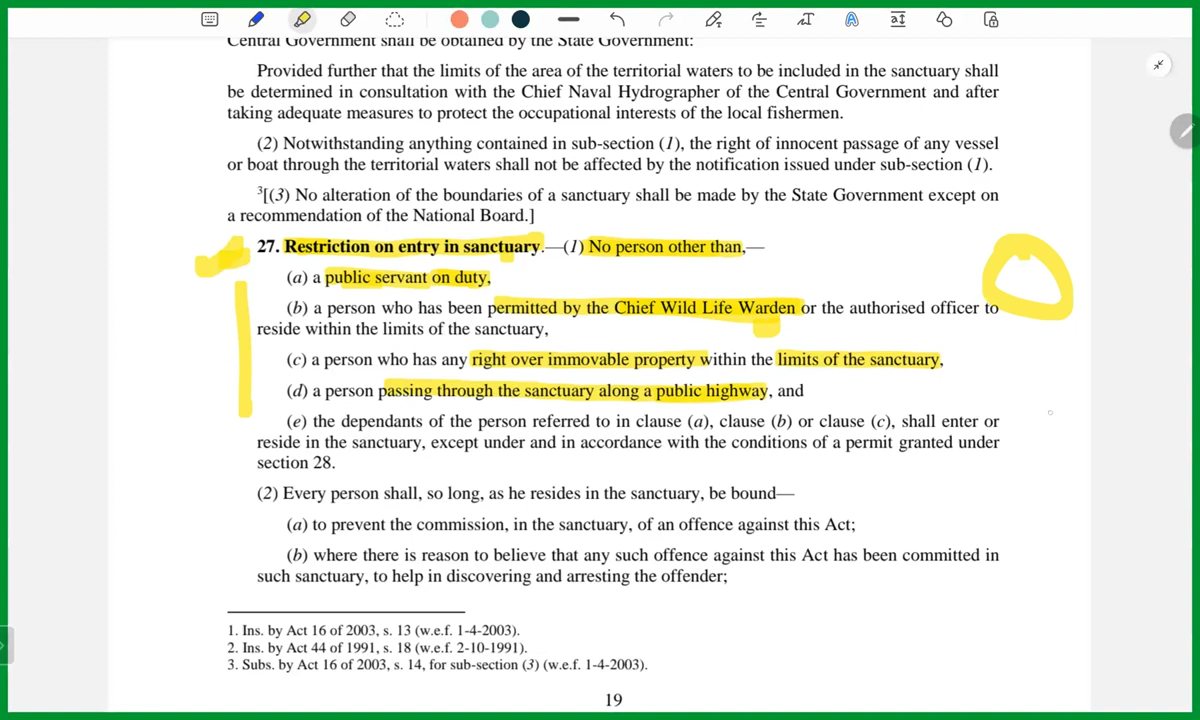 Central Government shall be obtained by the State Government:
Provided further that the limits of the area of the territorial waters to be included in the sanctuary shall
be determined in consultation with the Chief Naval Hydrographer of the Central Government and after
taking adequate measures to protect the occupational interests of the local fishermen.
(2) Notwithstanding anything contained in sub-section (1), the right of innocent passage of any vessel
or boat through the territorial waters shall not be affected by the notification issued under sub-section (1).
3[(3) No alteration of the boundaries of a sanctuary shall be made by the State Government except on
a recommendation of the National Board.]
27. Restriction on entry in sanctuary.—(1) No person other than,—
(a) a public servant on duty,
(b) a person who has been permitted by the Chief Wild Life Warden or the authorised officer to
reside within the limits of the sanctuary,
(c) a person who has any right over immovable property within the limits of the sanctuary,
(d) a person passing through the sanctuary along a public highway, and
(e) the dependants of the person referred to in clause (a), clause (b) or clause (c), shall enter or
reside in the sanctuary, except under and in accordance with the conditions of a permit granted under
section 28.
(2) Every person shall, so long, as he resides in the sanctuary, be bound—
(a) to prevent the commission, in the sanctuary, of an offence against this Act;
(b) where there is reason to believe that any such offence against this Act has been committed in
such sanctuary, to help in discovering and arresting the offender;
1. Ins. by Act 16 of 2003, s. 13 (w.e.f. 1-4-2003).
2. Ins. by Act 44 of 1991, s. 18 (w.e.f. 2-10-1991).
3. Subs. by Act 16 of 2003, s. 14, for sub-section (3) (w.e.f. 1-4-2003).
19